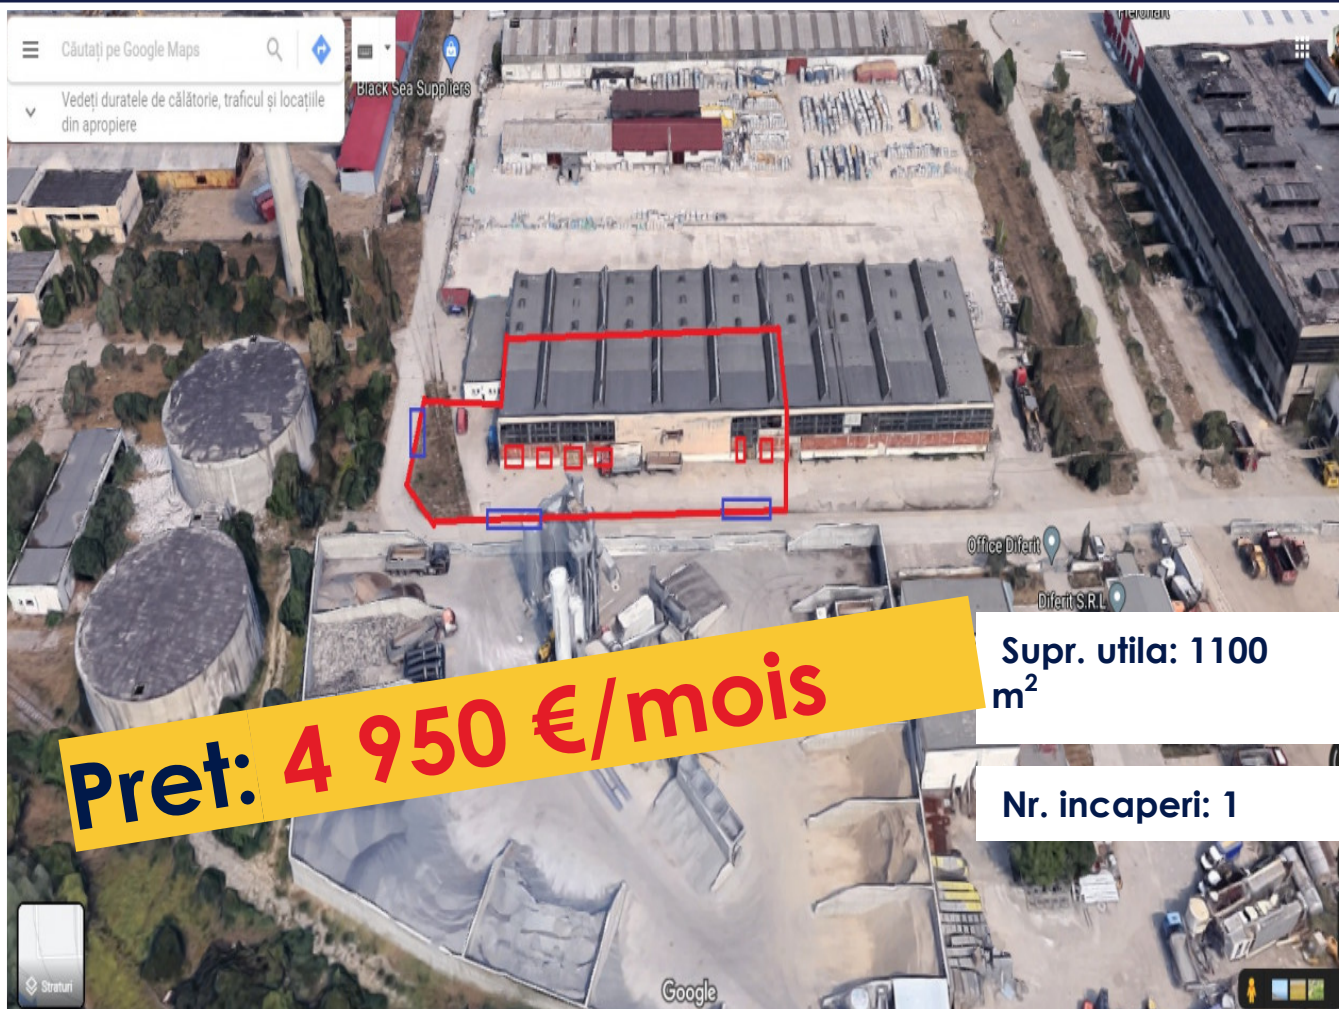 Căutați pe Google Maps
Vedeți duratele de călătorie, traficul și locațiile
din apropiere
Black Sea Suppliers
Office Diferit
Diferit S.R.L
Supr. utila: 1100
m²
Pret: 4 950 €/mois
Nr. incaperi: 1
Straturi
Google